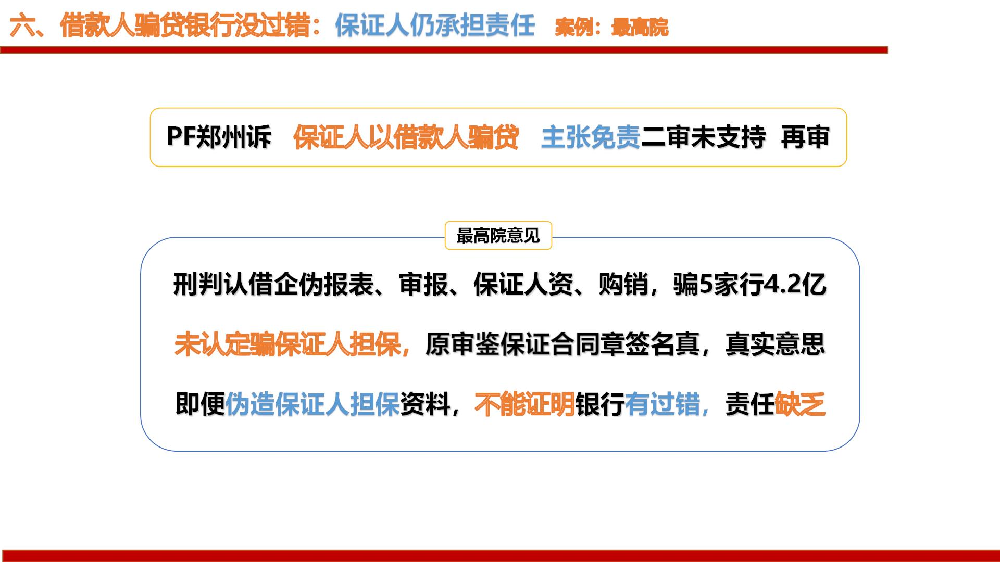 六、借款人骗贷银行没过错：保证人仍承担责任 案例：最高院
PF郑州诉 保证人以借款人骗贷 主张免责二审未支持 再审
最高院意见
刑判认借企伪报表、审报、保证人资、购销，骗5家行4.2亿
未认定骗保证人担保，原审鉴保证合同章签名真，真实意思
即便伪造保证人担保资料，不能证明银行有过错，责任缺乏